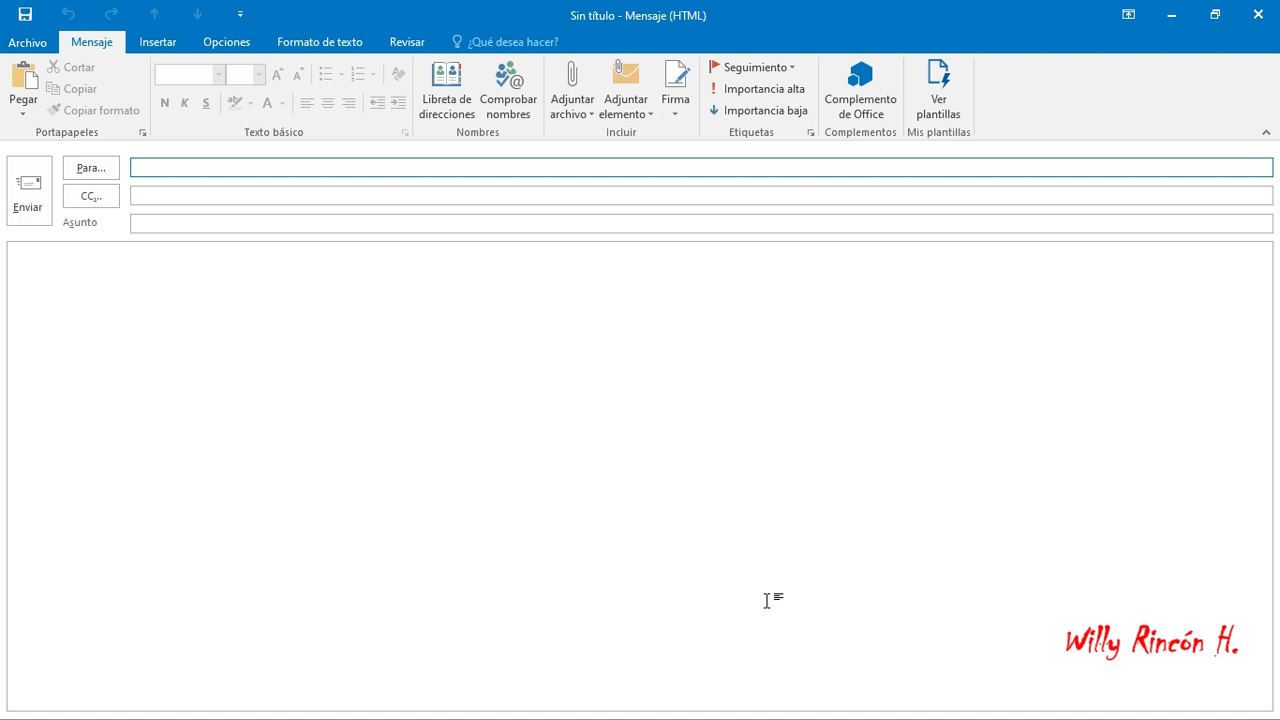 Sin título - Mensaje (HTML)
Archivo Mensaje Insertar Opciones Formato de texto Revisar ¿Qué desea hacer?
Pegar
Cortar
Copiar
Copiar formato
Portapapeles
N K S
Texto básico
Libreta de direcciones
Comprobar nombres
Nombres
Adjuntar archivo
Adjuntar elemento
Firma
Incluir
Seguimiento
Importancia alta
Importancia baja
Etiquetas
Complemento de Office
Complementos
Ver plantillas
Mis plantillas
Enviar
Para...
CC...
Asunto
Willy Rincón H.